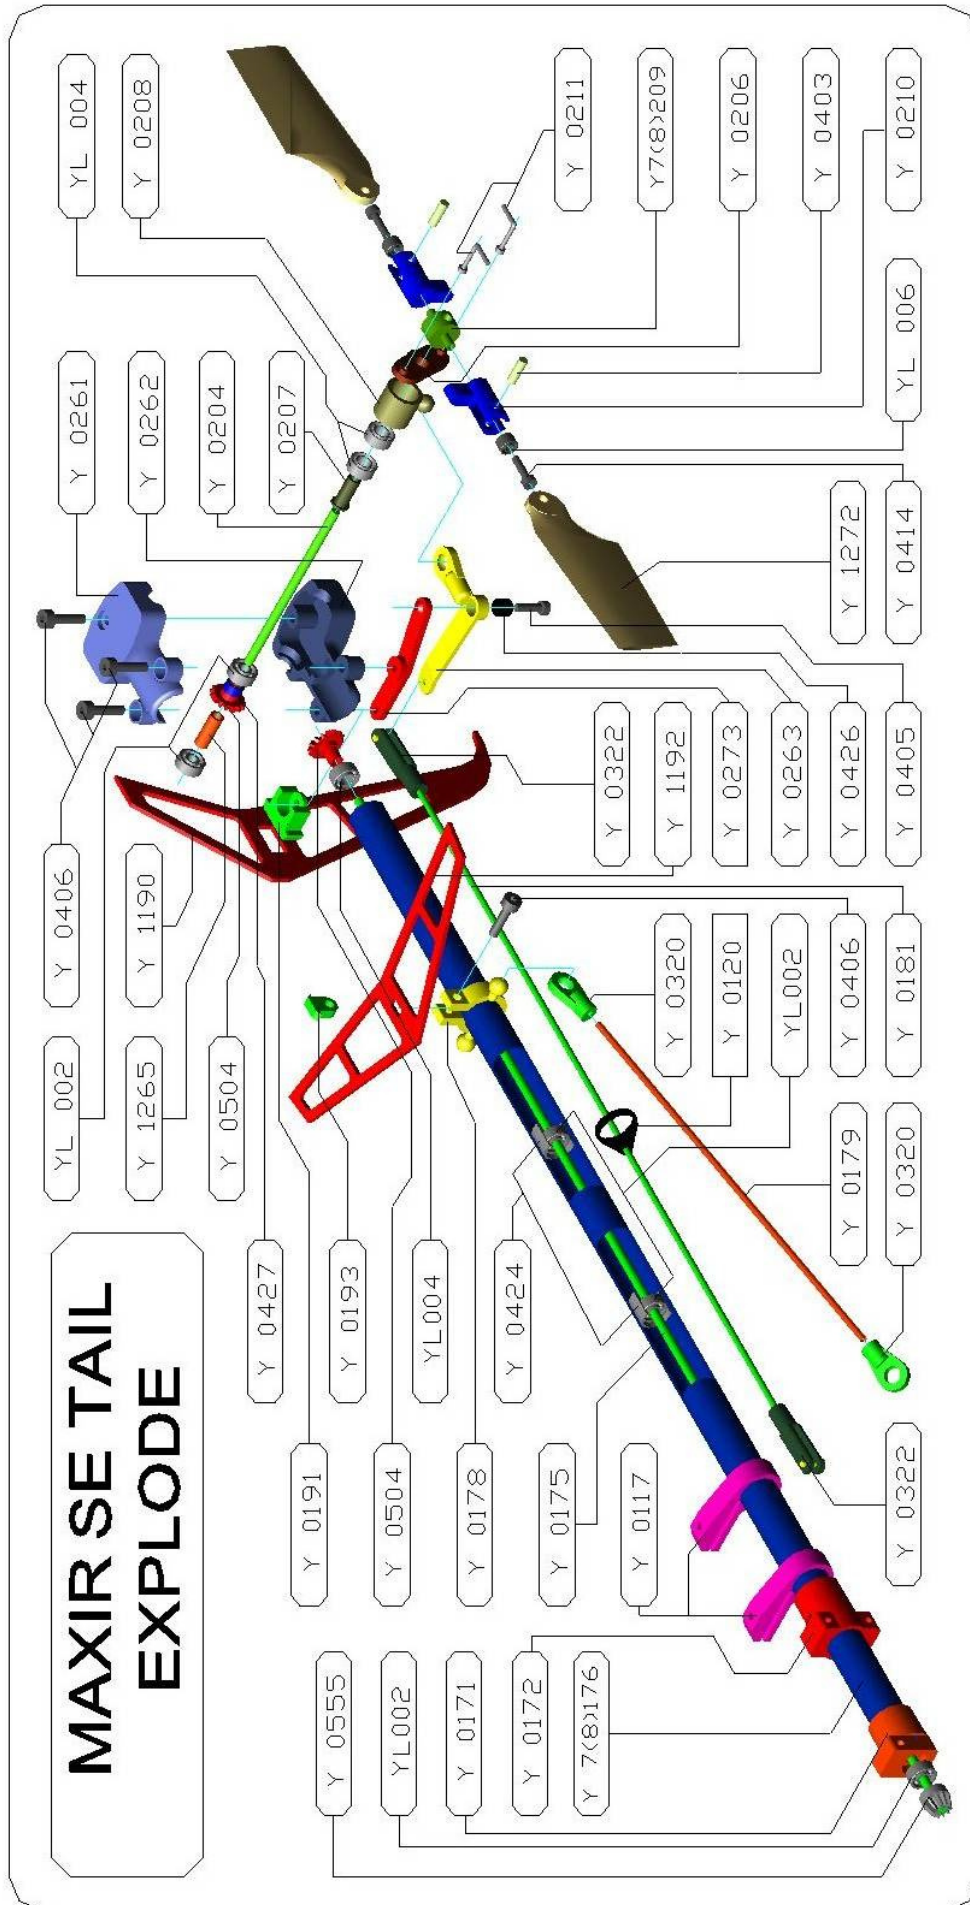 MAXIR SE TAIL
EXPLODE
YL 002
Y 1265
Y 0504
Y 0406
Y 1190
Y 0261
Y 0262
Y 0204
Y 0207
YL 004
Y 0208
Y 0427
Y 0191
Y 0193
Y 0504
YL004
Y 0178
Y 0424
Y 0175
Y 0117
Y 0555
YL002
Y 0171
Y 0172
Y 7(8)176
Y 0211
Y7(8)209
Y 0206
Y 0403
Y 0210
YL 006
Y 1272
Y 0414
Y 0322
Y 1192
Y 0273
Y 0263
Y 0426
Y 0405
Y 0320
Y 0120
YL002
Y 0406
Y 0181
Y 0179
Y 0320
Y 0322